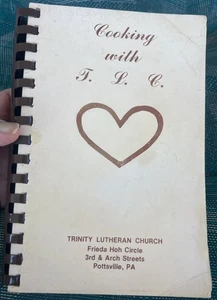 Cooking
with
T. L. C.
TRINITY LUTHERAN CHURCH
Frieda Hoh Circle
3rd & Arch Streets
Pottsville, PA